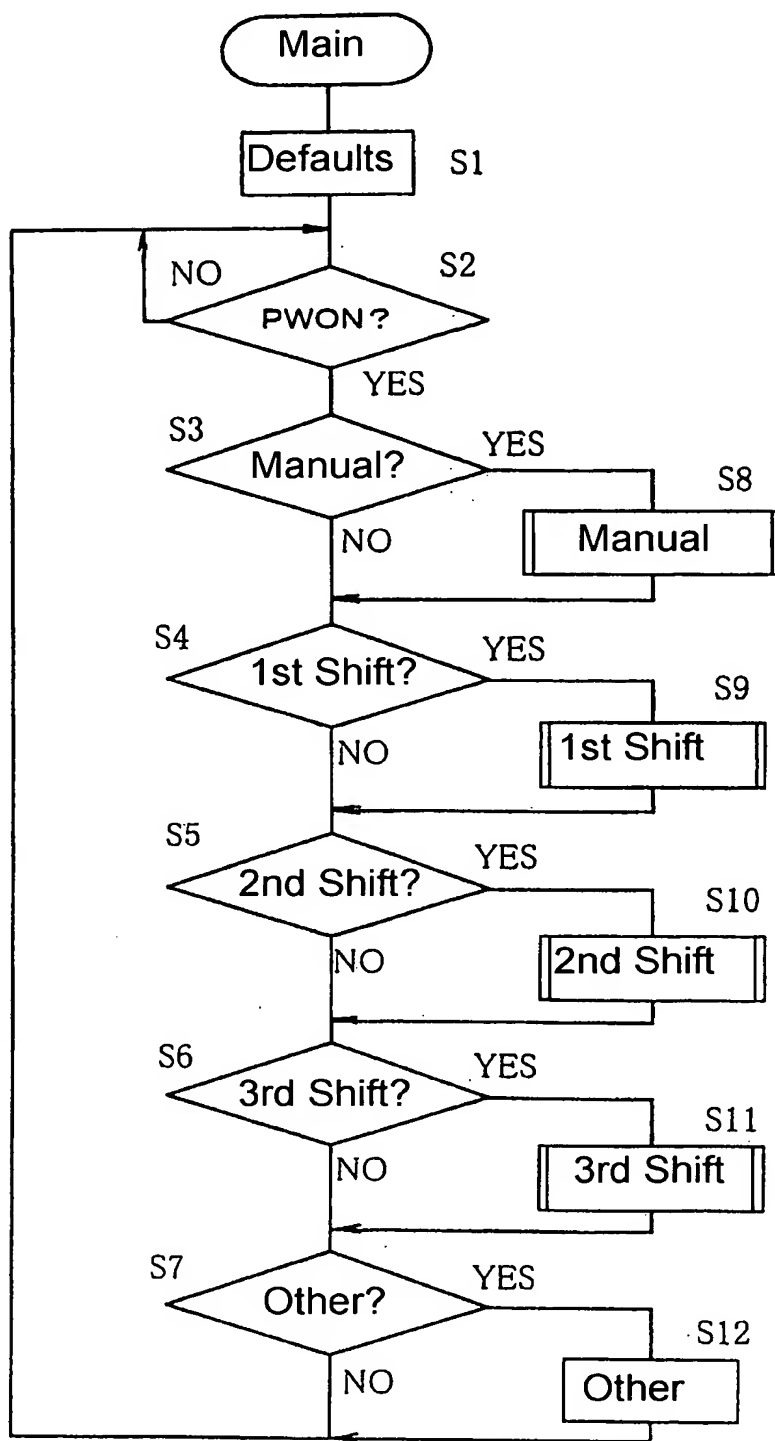 Main
Defaults S1
S2
NO
PWON?
YES
S3
Manual?
YES
S8
Manual
NO
S4
1st Shift?
YES
S9
1st Shift
NO
S5
2nd Shift?
YES
S10
2nd Shift
NO
S6
3rd Shift?
YES
S11
3rd Shift
NO
S7
Other?
YES
S12
Other
NO